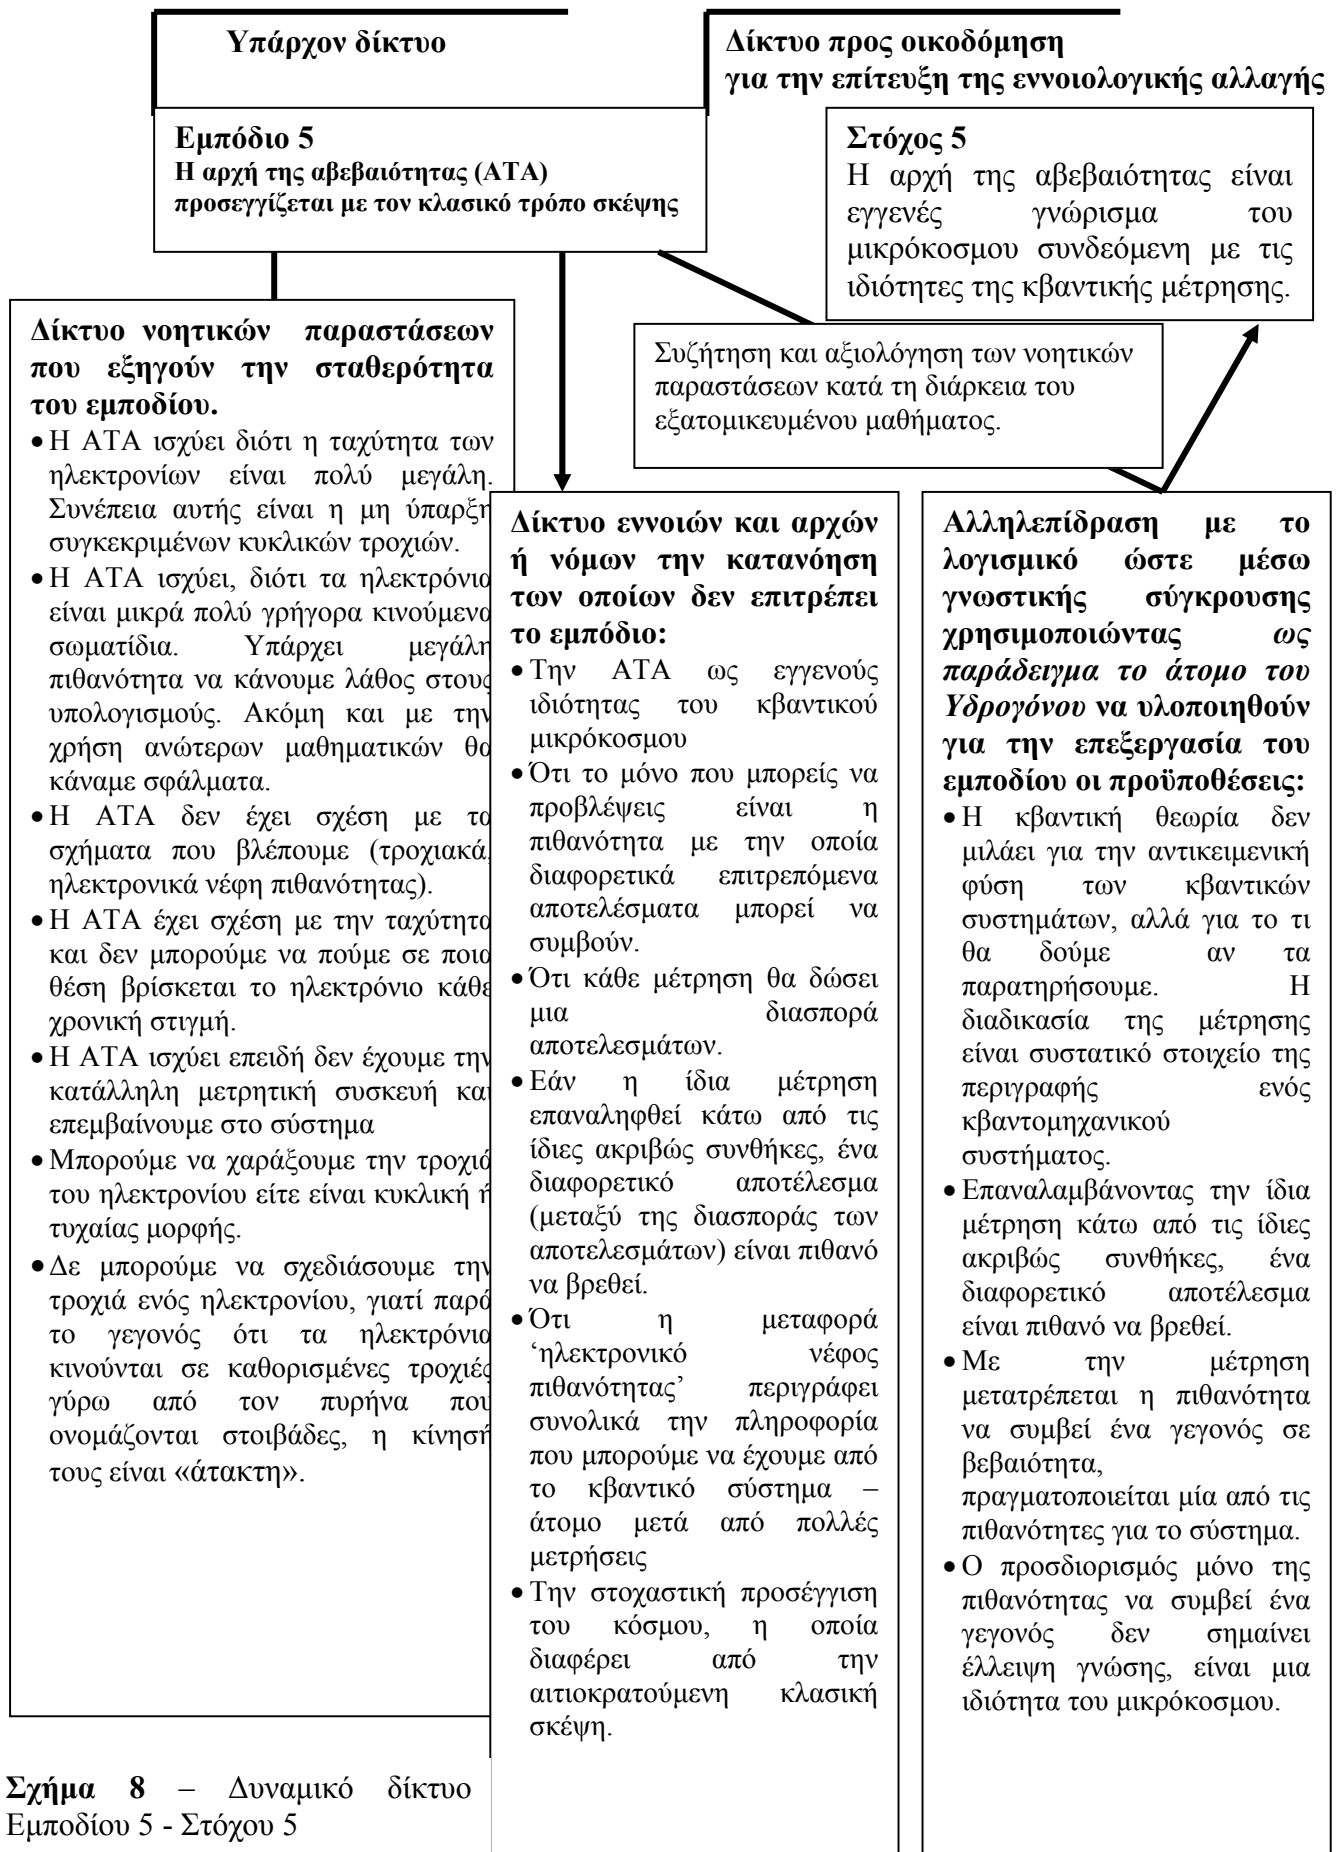 Υπάρχον δίκτυο
Δίκτυο προς οικοδόμηση
για την επίτευξη της εννοιολογικής αλλαγής
Εμπόδιο 5
Η αρχή της αβεβαιότητας (ΑΤΑ)
προσεγγίζεται με τον κλασικό τρόπο σκέψης
Στόχος 5
Η αρχή της αβεβαιότητας είναι
εγγενές γνώρισμα του
μικρόκοσμου συνδεόμενη με τις
ιδιότητες της κβαντικής μέτρησης.
Συζήτηση και αξιολόγηση των νοητικών
παραστάσεων κατά τη διάρκεια του
εξατομικευμένου μαθήματος.
Δίκτυο νοητικών παραστάσεων
που εξηγούν την σταθερότητα
του εμποδίου.
• Η ΑΤΑ ισχύει διότι η ταχύτητα των
ηλεκτρονίων είναι πολύ μεγάλη.
Συνέπεια αυτής είναι η μη ύπαρξη
συγκεκριμένων κυκλικών τροχιών.
• Η ΑΤΑ ισχύει, διότι τα ηλεκτρόνια
είναι μικρά πολύ γρήγορα κινούμενα
σωματίδια. Υπάρχει μεγάλη
πιθανότητα να κάνουμε λάθος στους
υπολογισμούς. Ακόμη και με την
χρήση ανώτερων μαθηματικών θα
κάναμε σφάλματα.
• Η ΑΤΑ δεν έχει σχέση με τα
σχήματα που βλέπουμε (τροχιακά,
ηλεκτρονικά νέφη πιθανότητας).
• Η ΑΤΑ έχει σχέση με την ταχύτητα
και δεν μπορούμε να πούμε σε ποια
θέση βρίσκεται το ηλεκτρόνιο κάθε
χρονική στιγμή.
• Η ΑΤΑ ισχύει επειδή δεν έχουμε την
κατάλληλη μετρητική συσκευή και
επεμβαίνουμε στο σύστημα
• Μπορούμε να χαράξουμε την τροχιά
του ηλεκτρονίου είτε είναι κυκλική ή
τυχαίας μορφής.
• Δε μπορούμε να σχεδιάσουμε την
τροχιά ενός ηλεκτρονίου, γιατί παρά
το γεγονός ότι τα ηλεκτρόνια
κινούνται σε καθορισμένες τροχιές
γύρω από τον πυρήνα που
ονομάζονται στοιβάδες, η κίνησή
τους είναι «άτακτη».
Δίκτυο εννοιών και αρχών
ή νόμων την κατανόηση
των οποίων δεν επιτρέπει
το εμπόδιο:
• Την ΑΤΑ ως εγγενούς
ιδιότητας του κβαντικού
μικρόκοσμου
• Ότι το μόνο που μπορείς να
προβλέψεις είναι η
πιθανότητα με την οποία
διαφορετικά επιτρεπόμενα
αποτελέσματα μπορεί να
συμβούν.
• Ότι κάθε μέτρηση θα δώσει
μια διασπορά
αποτελεσμάτων.
• Εάν η ίδια μέτρηση
επαναληφθεί κάτω από τις
ίδιες ακριβώς συνθήκες, ένα
διαφορετικό αποτέλεσμα
(μεταξύ της διασποράς των
αποτελεσμάτων) είναι πιθανό
να βρεθεί.
• Ότι η μεταφορά
‘ηλεκτρονικό νέφος
πιθανότητας’ περιγράφει
συνολικά την πληροφορία
που μπορούμε να έχουμε από
το κβαντικό σύστημα –
άτομο μετά από πολλές
μετρήσεις
• Την στοχαστική προσέγγιση
του κόσμου, η οποία
διαφέρει από την
αιτιοκρατούμενη κλασική
σκέψη.
Αλληλεπίδραση με το
λογισμικό ώστε μέσω
γνωστικής σύγκρουσης
χρησιμοποιώντας ως
παράδειγμα το άτομο του
Υδρογόνου να υλοποιηθούν
για την επεξεργασία του
εμποδίου οι προϋποθέσεις:
• Η κβαντική θεωρία δεν
μιλάει για την αντικειμενική
φύση των κβαντικών
συστημάτων, αλλά για το τι
θα δούμε αν τα
παρατηρήσουμε. Η
διαδικασία της μέτρησης
είναι συστατικό στοιχείο της
περιγραφής ενός
κβαντομηχανικού
συστήματος.
• Επαναλαμβάνοντας την ίδια
μέτρηση κάτω από τις ίδιες
ακριβώς συνθήκες, ένα
διαφορετικό αποτέλεσμα
είναι πιθανό να βρεθεί.
• Με την μέτρηση
μετατρέπεται η πιθανότητα
να συμβεί ένα γεγονός σε
βεβαιότητα,
πραγματοποιείται μία από τις
πιθανότητες για το σύστημα.
• Ο προσδιορισμός μόνο της
πιθανότητας να συμβεί ένα
γεγονός δεν σημαίνει
έλλειψη γνώσης, είναι μια
ιδιότητα του μικρόκοσμου.
Σχήμα 8 – Δυναμικό δίκτυο
Εμποδίου 5 - Στόχου 5